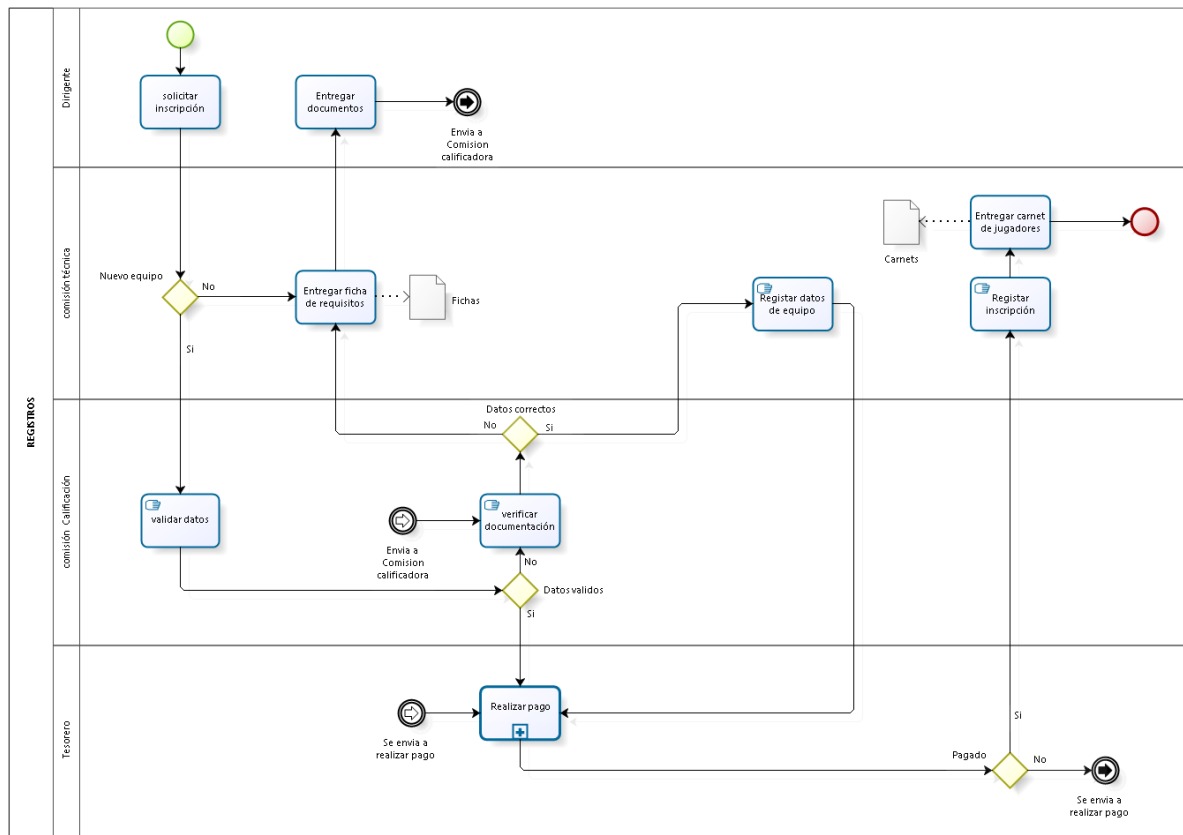 REGISTROS
Dirigente
solicitar
inscripción
Entregar
documentos
Envia a
Comision
calificadora
comisión técnica
Nuevo equipo
No
Si
Entregar ficha
de requisitos
Fichas
Registar datos
de equipo
Carnets
Entregar carnet
de jugadores
Registar
inscripción
comisión Calificación
Datos correctos
No
Si
validar datos
Envia a
Comision
calificadora
verificar
documentación
No
Datos validos
Si
Tesorero
Se envia a
realizar pago
Realizar pago
Pagado
Si
No
Se envia a
realizar pago